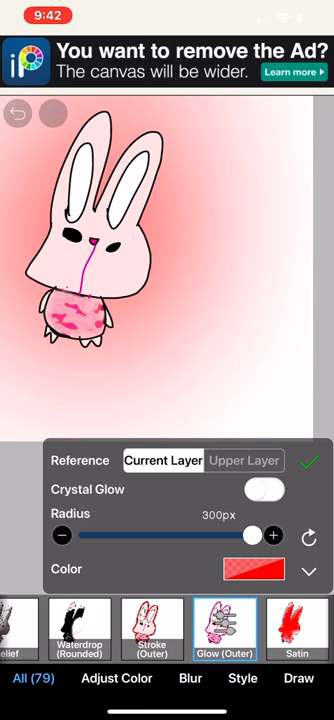 9:42
iP
You want to remove the Ad?
The canvas will be wider.
Learn more ▸
Reference Current Layer Upper Layer
Crystal Glow
Radius
300px
− +
Color
elief
Waterdrop (Rounded)
Stroke (Outer)
Glow (Outer)
Satin
All (79) Adjust Color Blur Style Draw